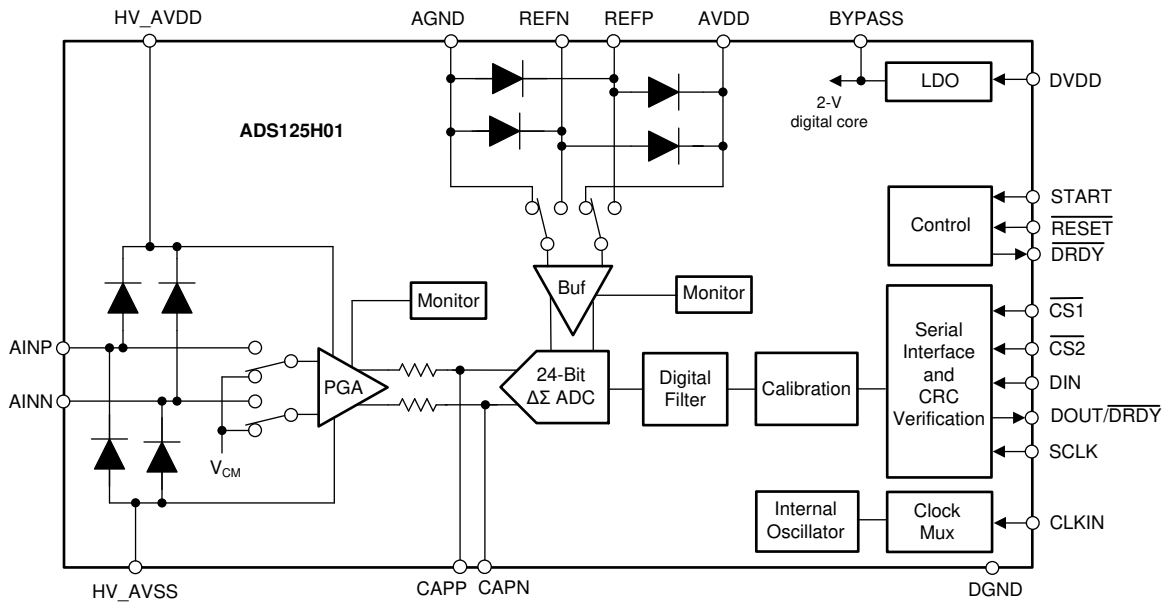 HV_AVDD
AGND
REFN
REFP
AVDD
BYPASS
LDO
DVDD
2-V
digital core
ADS125H01
START
Control
RESET
DRDY
Buf
Monitor
Monitor
CS1
AINP
Serial
Interface
and
CRC
Verification
CS2
PGA
24-Bit
ΔΣ ADC
Digital
Filter
Calibration
DIN
AINN
DOUT/DRDY
SCLK
VCM
Internal
Oscillator
Clock
Mux
CLKIN
HV_AVSS
CAPP
CAPN
DGND